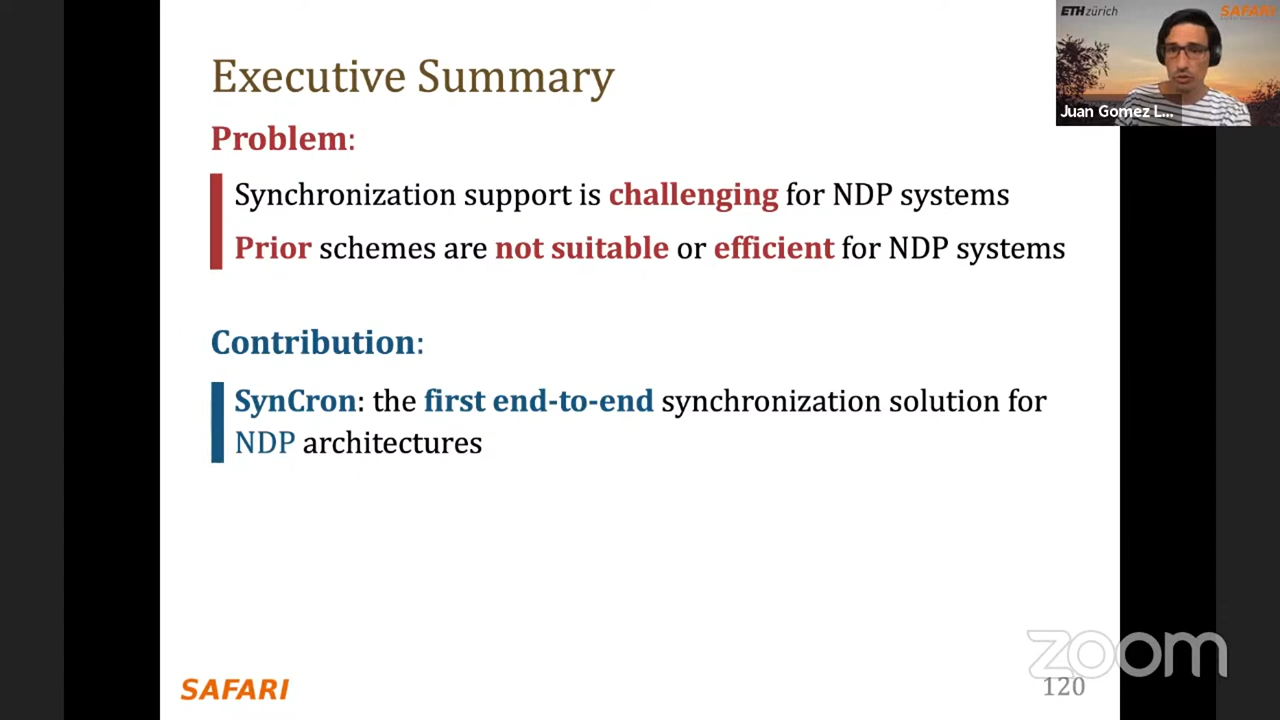 Executive Summary
Problem:
Synchronization support is challenging for NDP systems
Prior schemes are not suitable or efficient for NDP systems
Contribution:
SynCron: the first end-to-end synchronization solution for
NDP architectures
SAFARI
120
zoom
ETH zürich
SAFARI
Juan Gomez L...